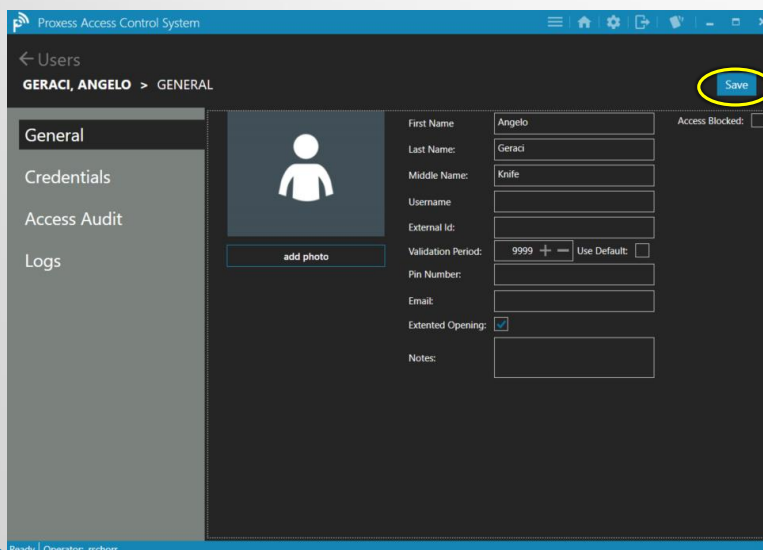 Proxess Access Control System
Users
GERACI, ANGELO > GENERAL
Save
General
Credentials
Access Audit
Logs
add photo
First Name Angelo
Last Name: Geraci
Middle Name: Knife
Username
External Id:
Validation Period: 9999 + − Use Default:
Pin Number:
Email:
Extented Opening:
Notes:
Access Blocked:
Ready | Operator: rschorr